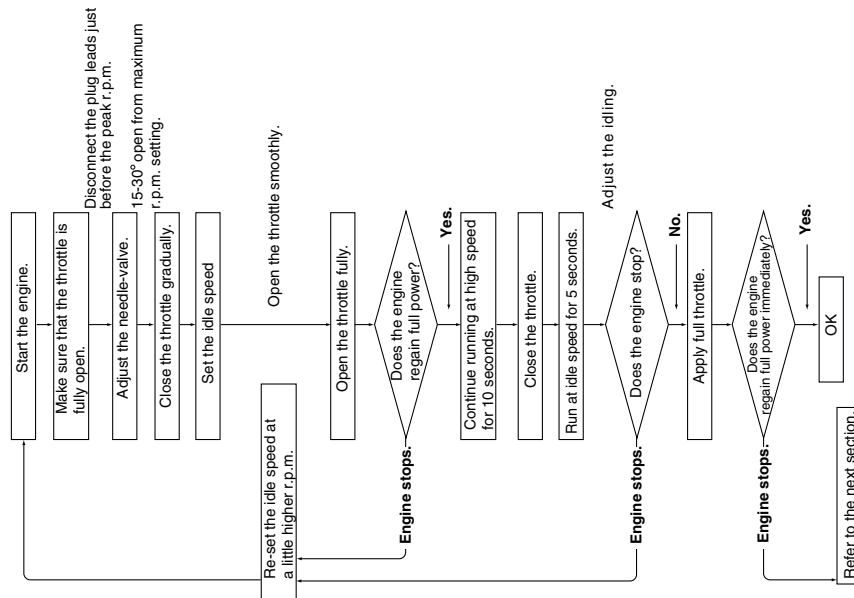 Start the engine.
Make sure that the throttle is
fully open.
Disconnect the plug leads just
before the peak r.p.m.
Adjust the needle-valve.
15-30° open from maximum
r.p.m. setting.
Close the throttle gradually.
Set the idle speed
Open the throttle smoothly.
Re-set the idle speed at
a little higher r.p.m.
Open the throttle fully.
Does the engine
regain full power?
Engine stops.
Yes.
Continue running at high speed
for 10 seconds.
Close the throttle.
Run at idle speed for 5 seconds.
Adjust the idling.
Does the engine stop?
Engine stops.
No.
Apply full throttle.
Does the engine
regain full power immediately?
Engine stops.
Yes.
OK
Refer to the next section.